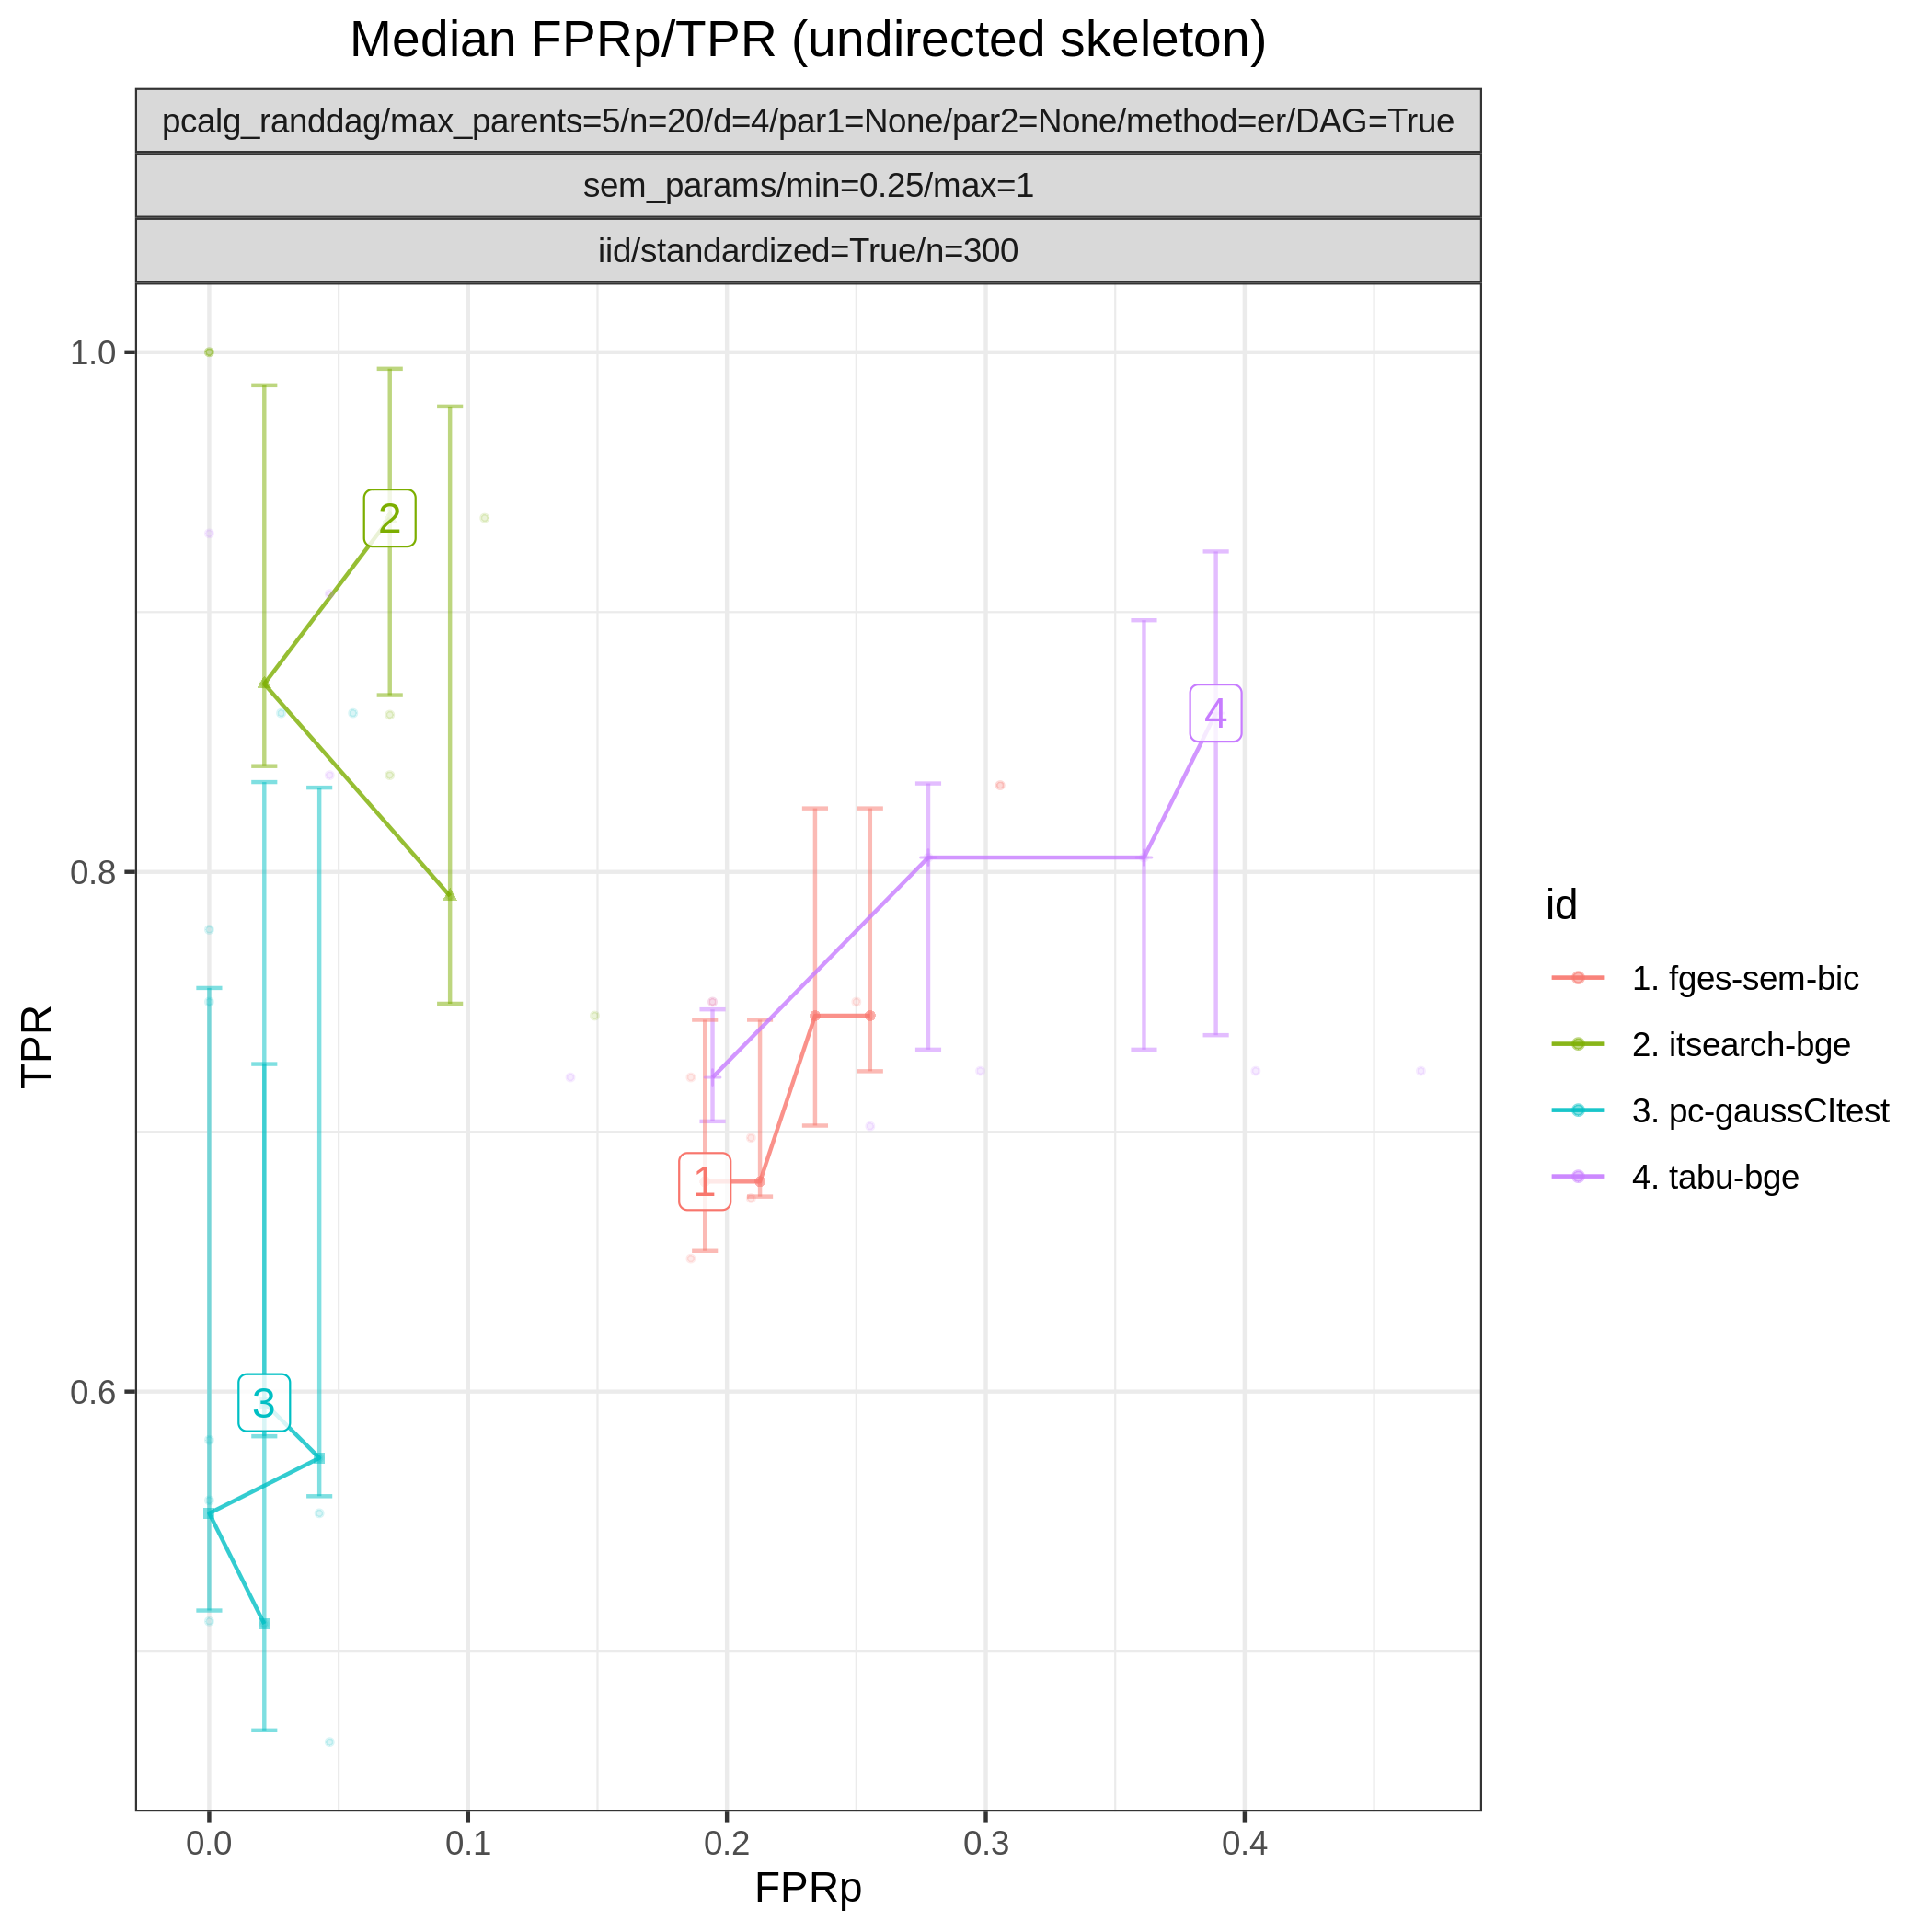 Median FPRp/TPR (undirected skeleton)
pcalg_randdag/max_parents=5/n=20/d=4/par1=None/par2=None/method=er/DAG=True
sem_params/min=0.25/max=1
iid/standardized=True/n=300
1.0
0.8
0.6
TPR
2
4
1
3
0.0 0.1 0.2 0.3 0.4
FPRp
id
1. fges-sem-bic
2. itsearch-bge
3. pc-gaussCItest
4. tabu-bge